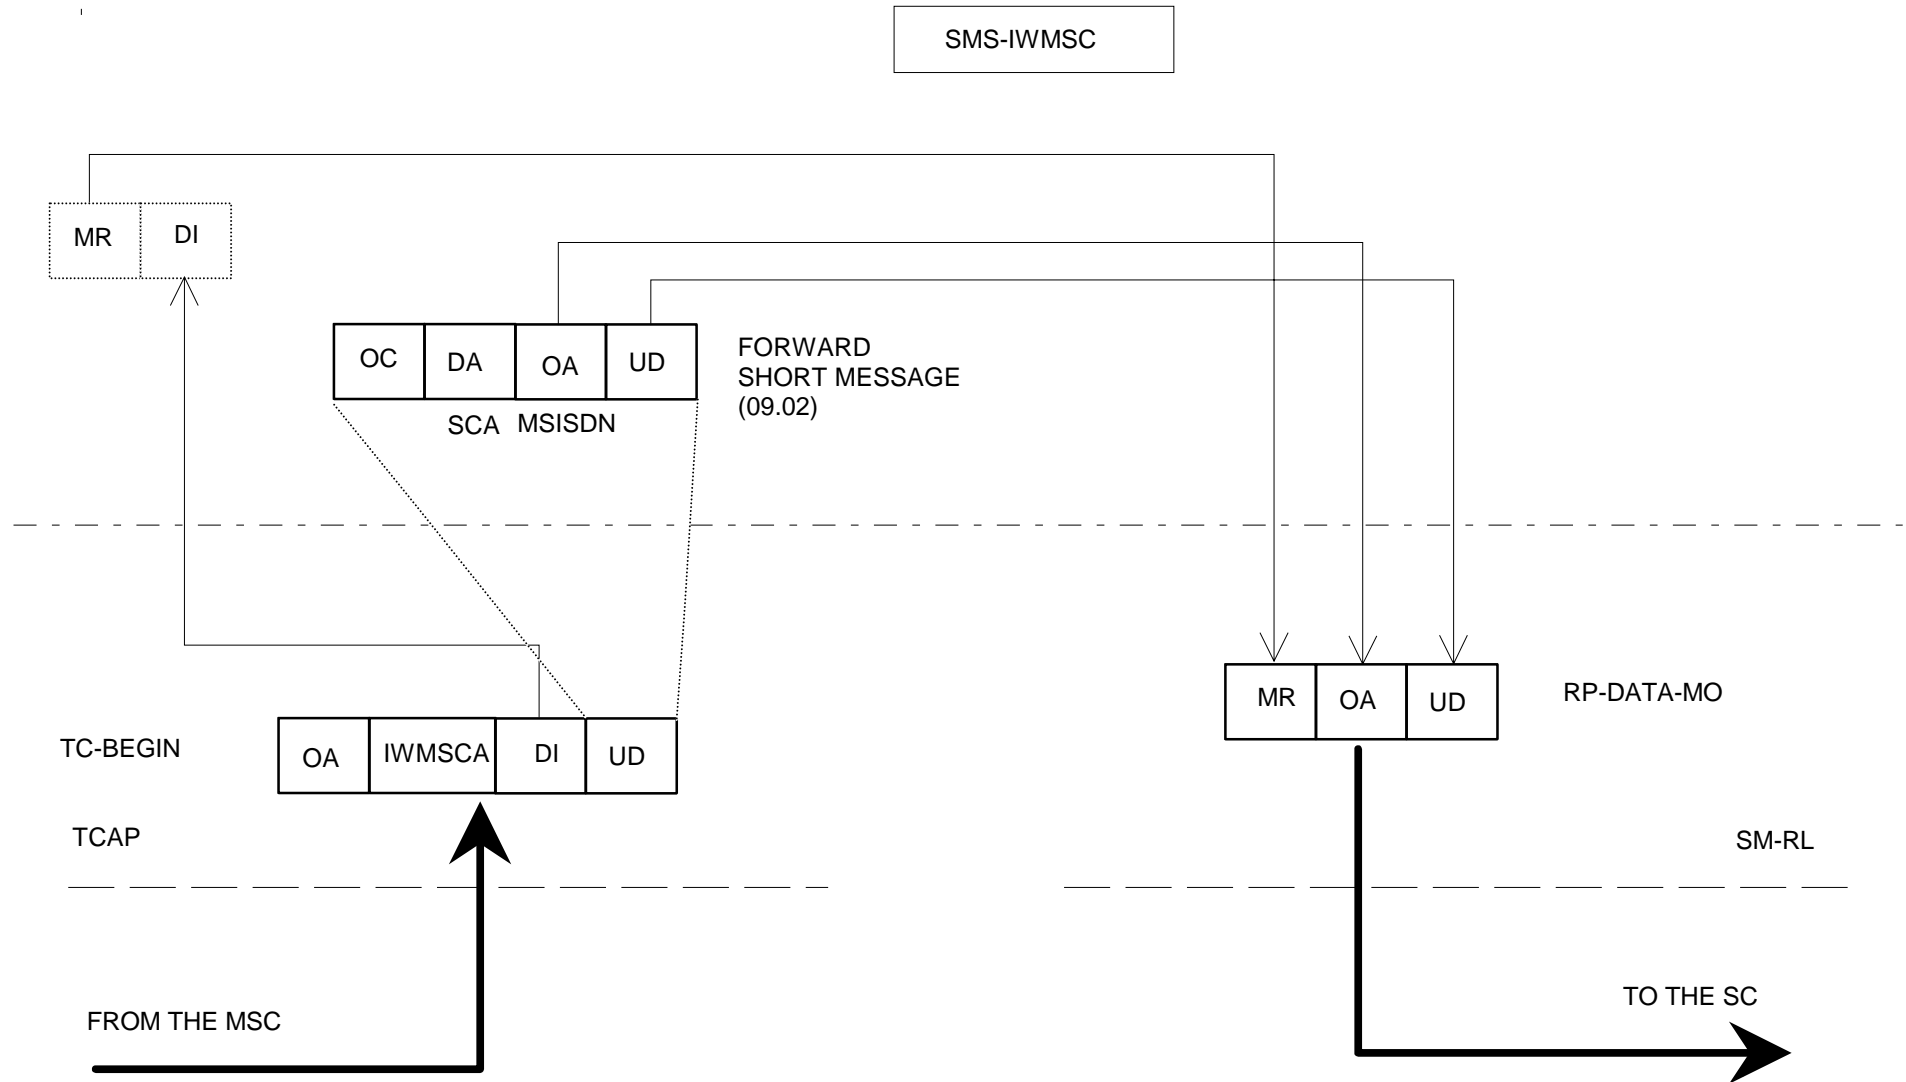 SMS-IWMSC
MR DI
OC DA OA UD
FORWARD
SHORT MESSAGE
(09.02)
SCA MSISDN
MR OA UD
RP-DATA-MO
TC-BEGIN
OA IWMSCA DI UD
TCAP
SM-RL
TO THE SC
FROM THE MSC